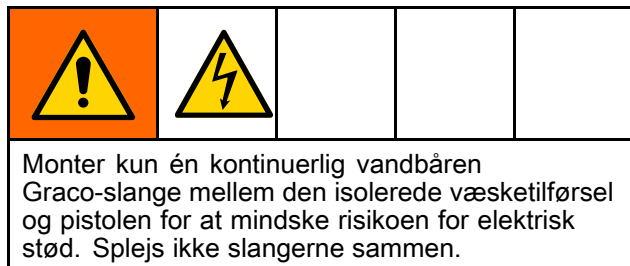 Monter kun én kontinuerlig vandbåren
Graco-slange mellem den isolerede væsketilførsel
og pistolen for at mindske risikoen for elektrisk
stød. Splejs ikke slangerne sammen.